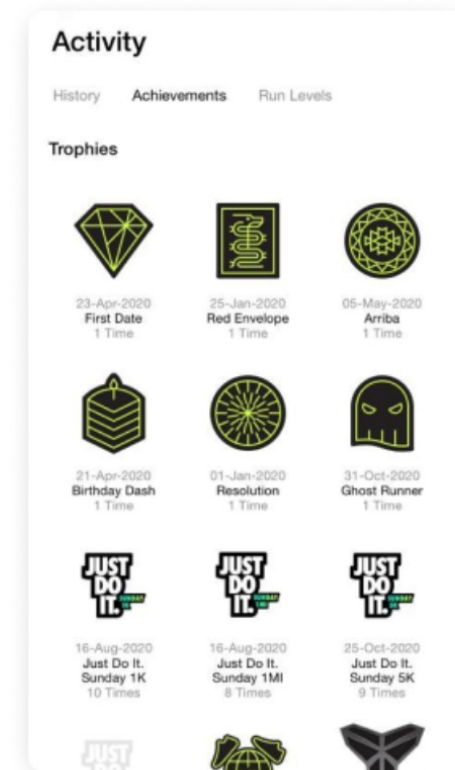 Activity
History Achievements Run Levels
Trophies
23-Apr-2020 25-Jan-2020 05-May-2020
First Date Red Envelope Arriba
1 Time 1 Time 1 Time
21-Apr-2020 01-Jan-2020 31-Oct-2020
Birthday Dash Resolution Ghost Runner
1 Time 1 Time 1 Time
JUST JUST JUST
DO DO DO
IT. SUNDAY IT. SUNDAY IT. SUNDAY
16-Aug-2020 16-Aug-2020 25-Oct-2020
Just Do It. Just Do It. Just Do It.
Sunday 1K Sunday 1MI Sunday 5K
10 Times 8 Times 9 Times
JUST